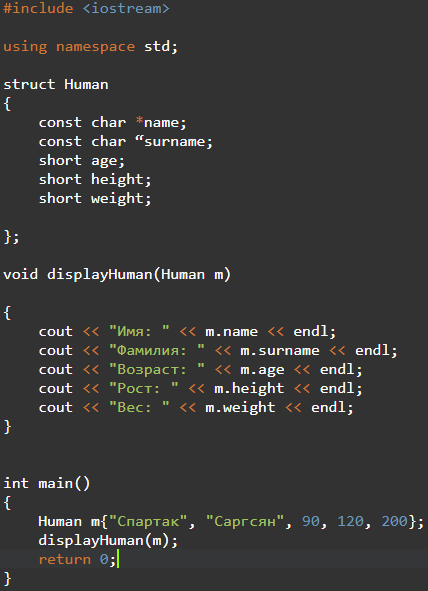 #include <iostream>
using namespace std;
struct Human
{
    const char *name;
    const char “surname;
    short age;
    short height;
    short weight;
};
void displayHuman(Human m)
{
    cout << "Имя: " << m.name << endl;
    cout << "Фамилия: " << m.surname << endl;
    cout << "Возраст: " << m.age << endl;
    cout << "Рост: " << m.height << endl;
    cout << "Вес: " << m.weight << endl;
}
int main()
{
    Human m{"Спартак", "Саргсян", 90, 120, 200};
    displayHuman(m);
    return 0;
}